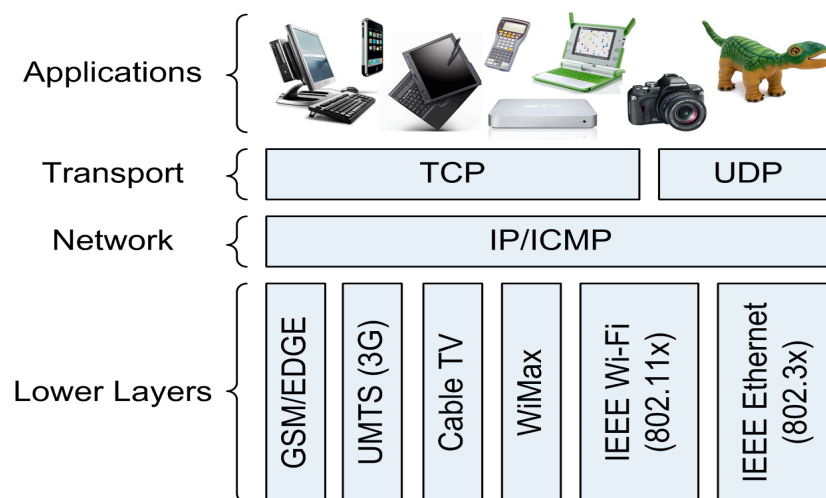 Applications
Transport
TCP
UDP
Network
IP/ICMP
Lower Layers
GSM/EDGE
UMTS (3G)
Cable TV
WiMax
IEEE Wi-Fi
(802.11x)
IEEE Ethernet
(802.3x)